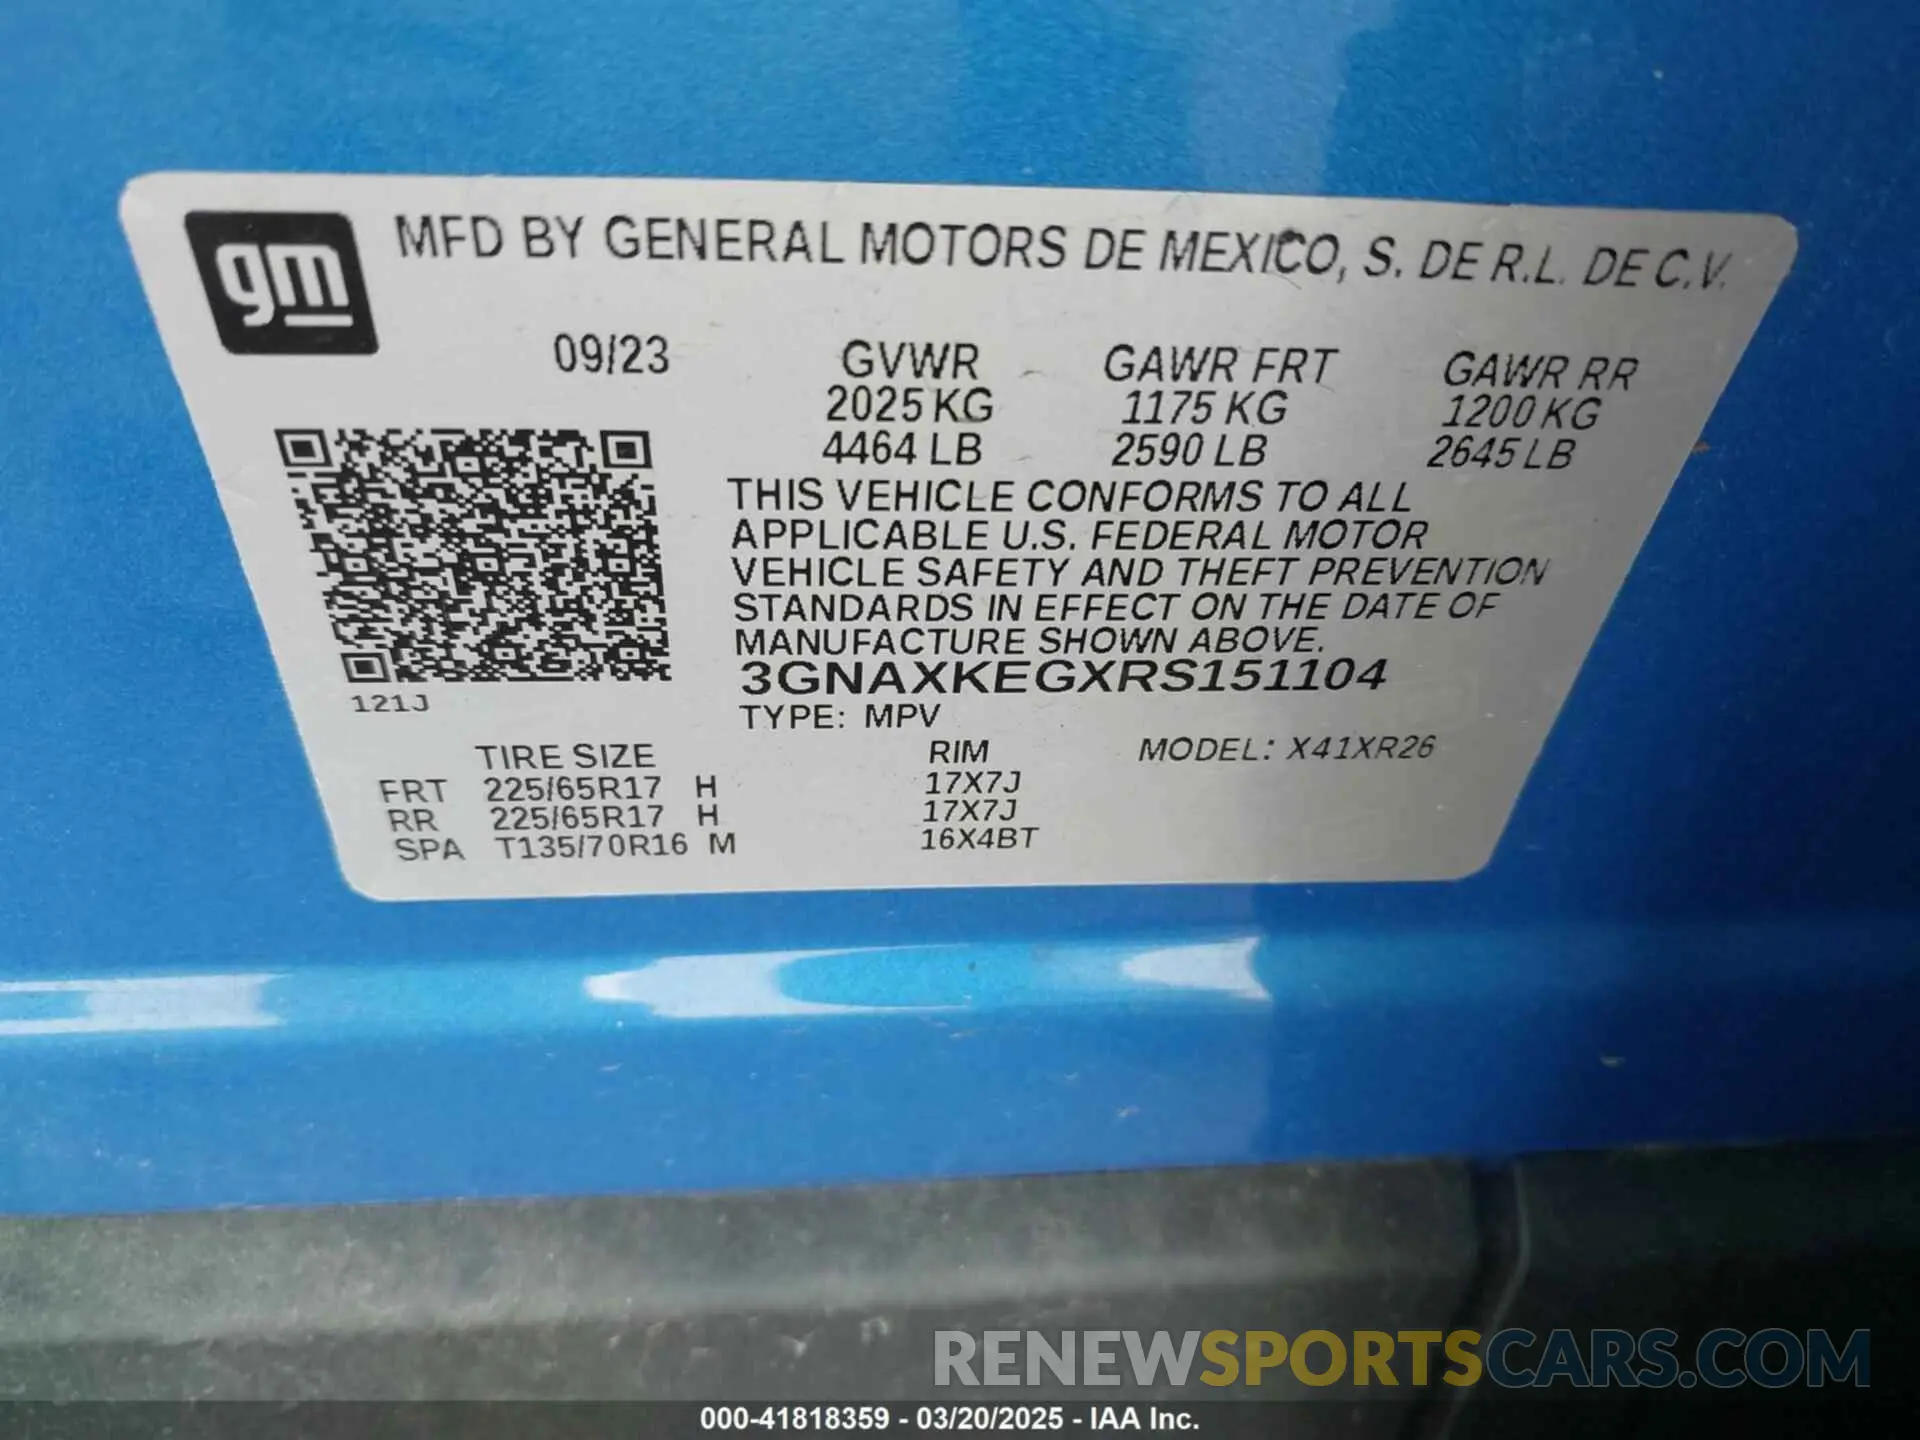 gm
MFD BY GENERAL MOTORS DE MEXICO, S. DE R.L. DE C.V.
09/23 GVWR GAWR FRT GAWR RR
2025 KG 1175 KG 1200 KG
4464 LB 2590 LB 2645 LB
THIS VEHICLE CONFORMS TO ALL
APPLICABLE U.S. FEDERAL MOTOR
VEHICLE SAFETY AND THEFT PREVENTION
STANDARDS IN EFFECT ON THE DATE OF
MANUFACTURE SHOWN ABOVE.
3GNAXKEGXRS151104
121J
TYPE: MPV
TIRE SIZE RIM MODEL: X41XR26
FRT 225/65R17 H 17X7J
RR 225/65R17 H 17X7J
SPA T135/70R16 M 16X4BT
RENEWSPORTSCARS.COM
000-41818359 - 03/20/2025 - IAA Inc.